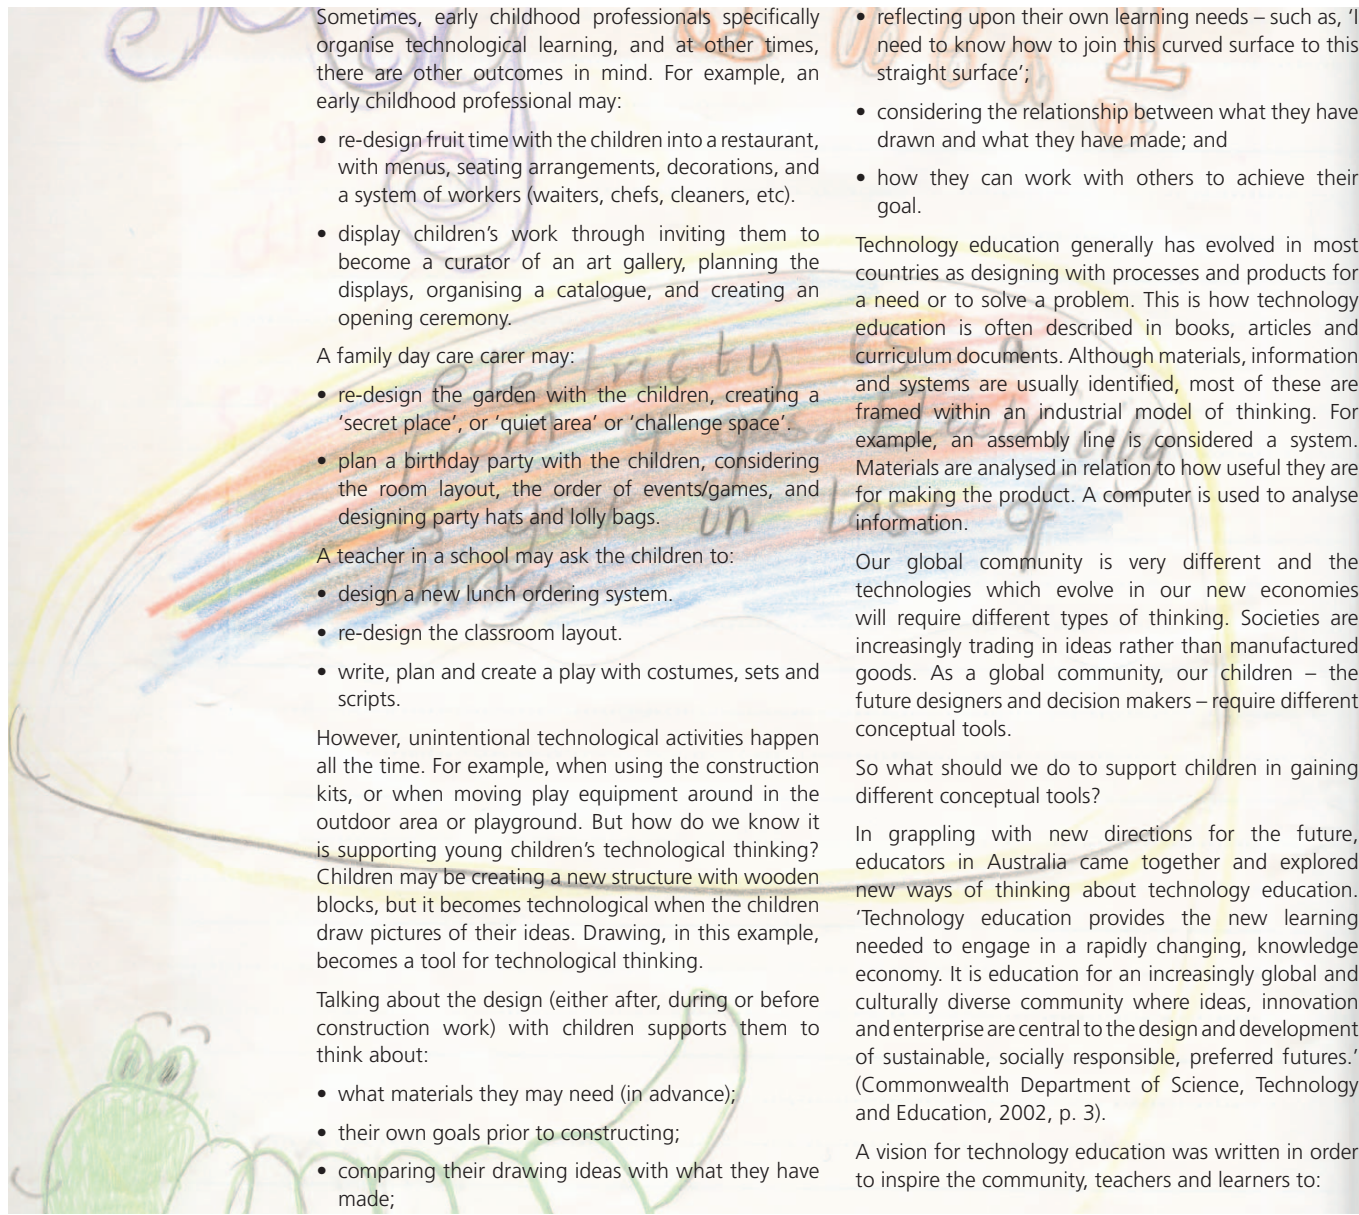 Sometimes, early childhood professionals specifically
organise technological learning, and at other times,
there are other outcomes in mind. For example, an
early childhood professional may:
• re-design fruit time with the children into a restaurant,
with menus, seating arrangements, decorations, and
a system of workers (waiters, chefs, cleaners, etc).
• display children's work through inviting them to
become a curator of an art gallery, planning the
displays, organising a catalogue, and creating an
opening ceremony.
A family day care carer may:
• re-design the garden with the children, creating a
'secret place', or 'quiet area' or 'challenge space'.
• plan a birthday party with the children, considering
the room layout, the order of events/games, and
designing party hats and lolly bags.
A teacher in a school may ask the children to:
• design a new lunch ordering system.
• re-design the classroom layout.
• write, plan and create a play with costumes, sets and
scripts.
However, unintentional technological activities happen
all the time. For example, when using the construction
kits, or when moving play equipment around in the
outdoor area or playground. But how do we know it
is supporting young children's technological thinking?
Children may be creating a new structure with wooden
blocks, but it becomes technological when the children
draw pictures of their ideas. Drawing, in this example,
becomes a tool for technological thinking.
Talking about the design (either after, during or before
construction work) with children supports them to
think about:
• what materials they may need (in advance);
• their own goals prior to constructing;
• comparing their drawing ideas with what they have
made;
• reflecting upon their own learning needs – such as, 'I
need to know how to join this curved surface to this
straight surface';
• considering the relationship between what they have
drawn and what they have made; and
• how they can work with others to achieve their
goal.
Technology education generally has evolved in most
countries as designing with processes and products for
a need or to solve a problem. This is how technology
education is often described in books, articles and
curriculum documents. Although materials, information
and systems are usually identified, most of these are
framed within an industrial model of thinking. For
example, an assembly line is considered a system.
Materials are analysed in relation to how useful they are
for making the product. A computer is used to analyse
information.
Our global community is very different and the
technologies which evolve in our new economies
will require different types of thinking. Societies are
increasingly trading in ideas rather than manufactured
goods. As a global community, our children – the
future designers and decision makers – require different
conceptual tools.
So what should we do to support children in gaining
different conceptual tools?
In grappling with new directions for the future,
educators in Australia came together and explored
new ways of thinking about technology education.
'Technology education provides the new learning
needed to engage in a rapidly changing, knowledge
economy. It is education for an increasingly global and
culturally diverse community where ideas, innovation
and enterprise are central to the design and development
of sustainable, socially responsible, preferred futures.'
(Commonwealth Department of Science, Technology
and Education, 2002, p. 3).
A vision for technology education was written in order
to inspire the community, teachers and learners to:
electricity is a
from a
is in of
thing